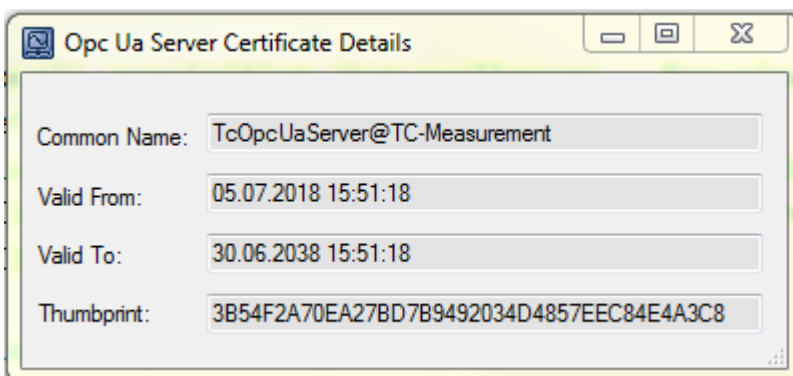 Opc Ua Server Certificate Details
Common Name: TcOpcUaServer@TC-Measurement
Valid From: 05.07.2018 15:51:18
Valid To: 30.06.2038 15:51:18
Thumbprint: 3B54F2A70EA27BD7B9492034D4857EEC84E4A3C8